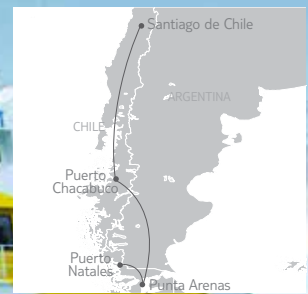 Santiago de Chile
ARGENTINA
CHILE
Puerto
Chacabuco
Puerto
Natales
Punta Arenas